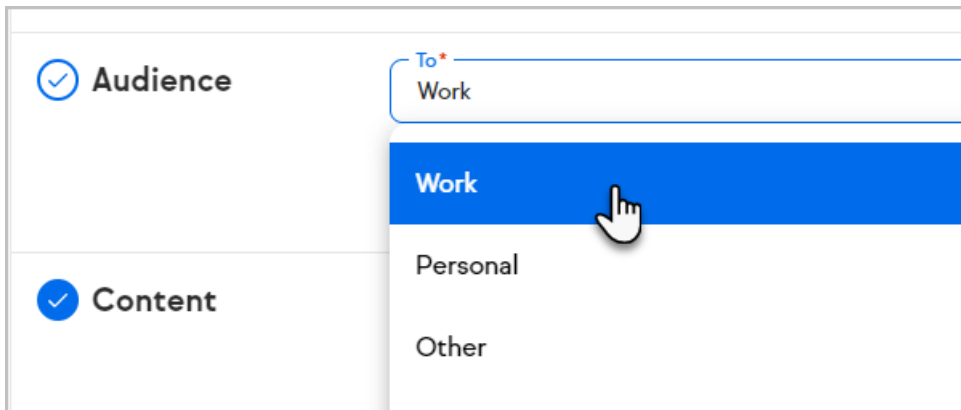 Audience
To*
Work
Work
Personal
Content
Other